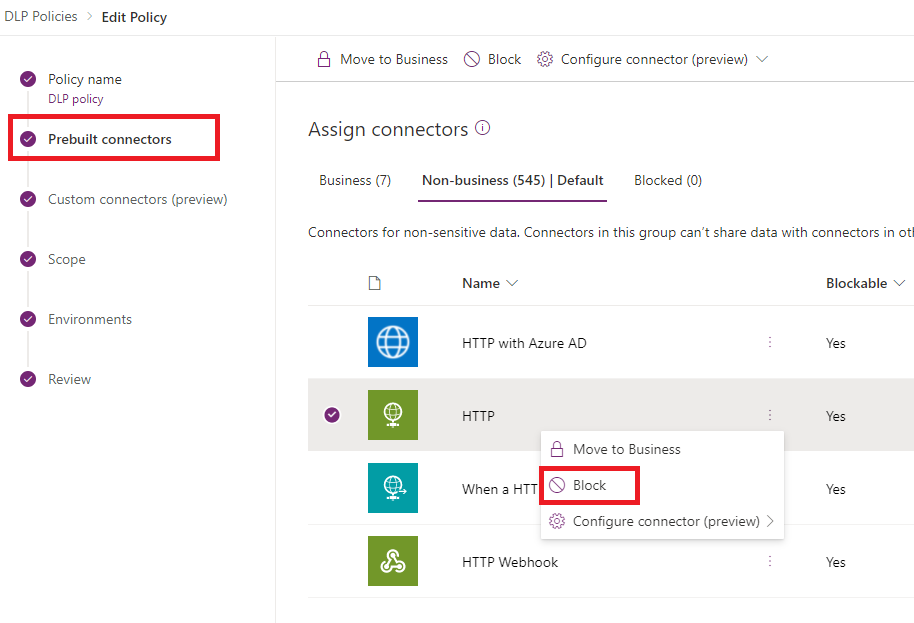 DLP Policies > Edit Policy
Policy name
DLP policy
Prebuilt connectors
Custom connectors (preview)
Scope
Environments
Review
Move to Business Block Configure connector (preview)
Assign connectors
Business (7) Non-business (545) | Default Blocked (0)
Connectors for non-sensitive data. Connectors in this group can't share data with connectors in
Name Blockable
HTTP with Azure AD Yes
HTTP Yes
Move to Business
When a Yes
Block
Configure connector (preview)
HTTP Webhook Yes